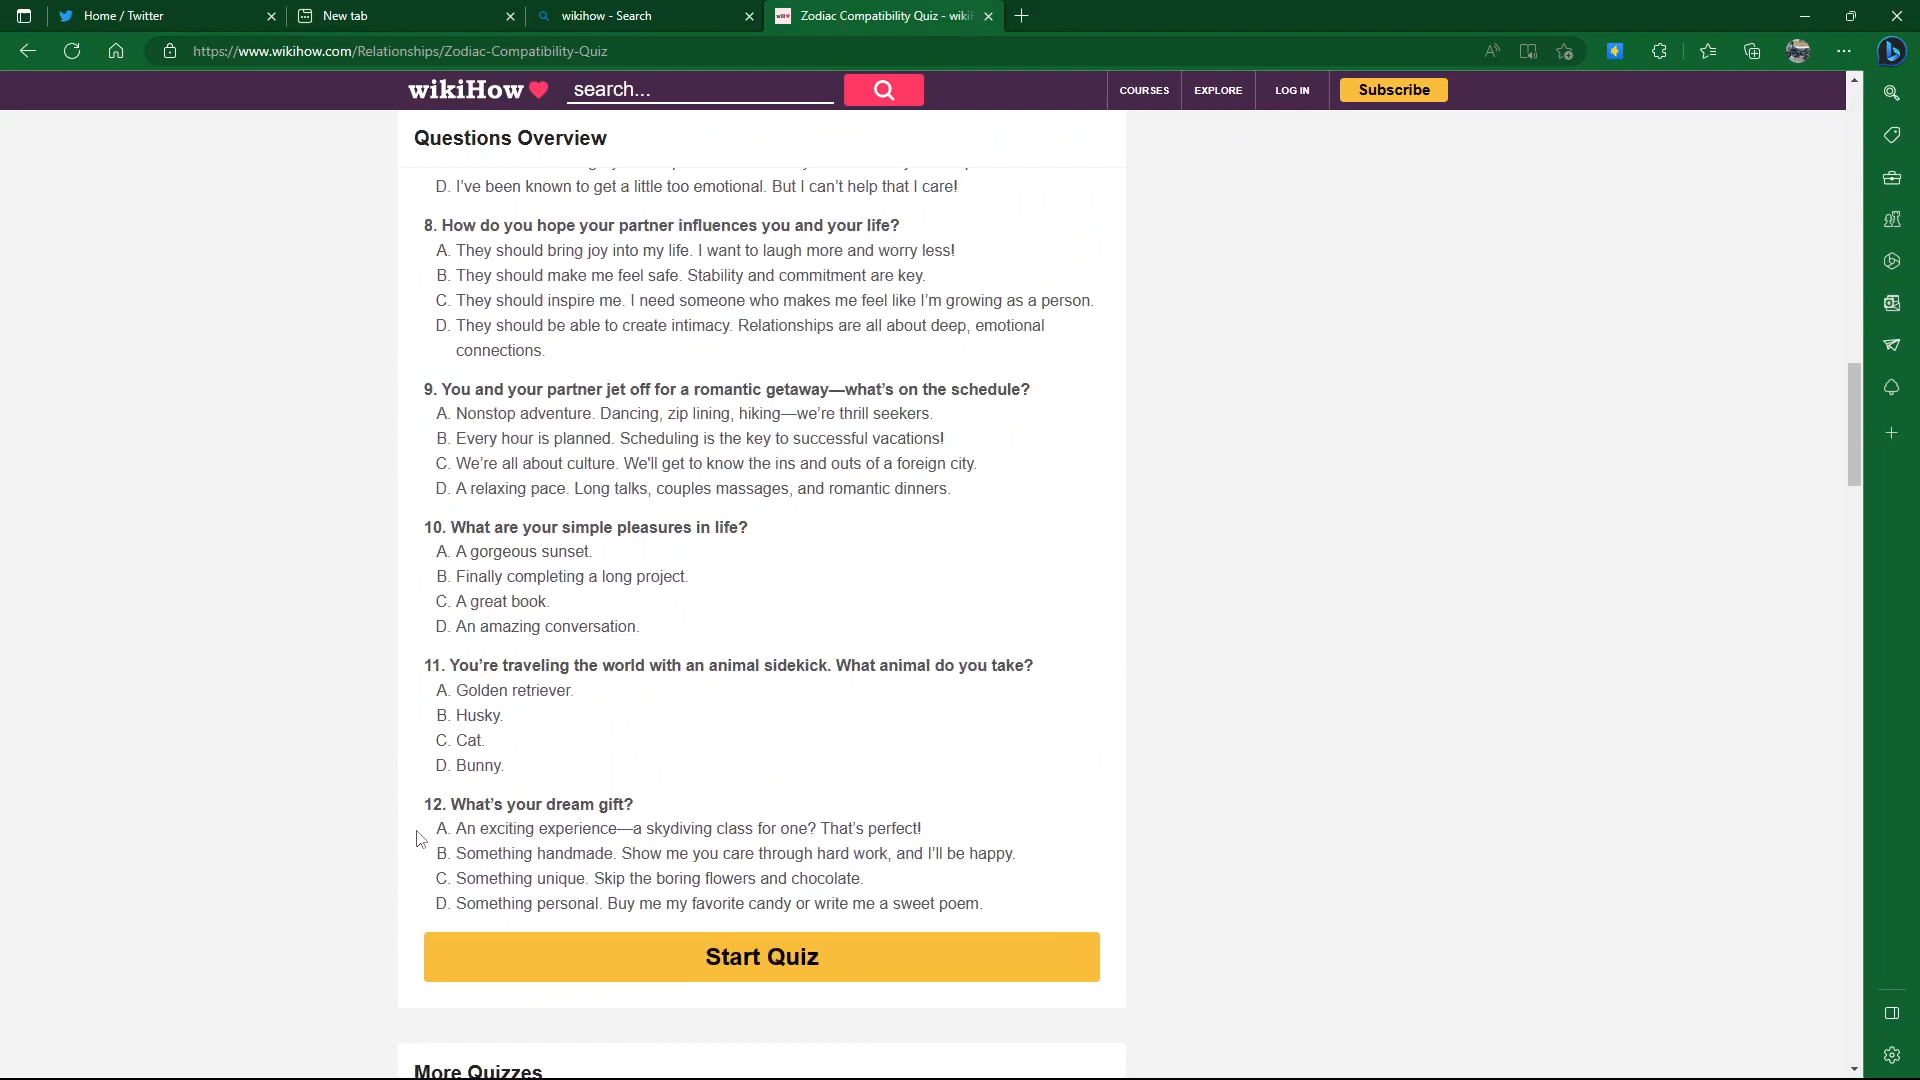 Home / Twitter
New tab
wikihow - Search
Zodiac Compatibility Quiz - wikiH
https://www.wikihow.com/Relationships/Zodiac-Compatibility-Quiz
wikiHow
search...
COURSES
EXPLORE
LOG IN
Subscribe
Questions Overview
D. I've been known to get a little too emotional. But I can't help that I care!
8. How do you hope your partner influences you and your life?
A. They should bring joy into my life. I want to laugh more and worry less!
B. They should make me feel safe. Stability and commitment are key.
C. They should inspire me. I need someone who makes me feel like I'm growing as a person.
D. They should be able to create intimacy. Relationships are all about deep, emotional
connections.
9. You and your partner jet off for a romantic getaway—what's on the schedule?
A. Nonstop adventure. Dancing, zip lining, hiking—we're thrill seekers.
B. Every hour is planned. Scheduling is the key to successful vacations!
C. We're all about culture. We'll get to know the ins and outs of a foreign city.
D. A relaxing pace. Long talks, couples massages, and romantic dinners.
10. What are your simple pleasures in life?
A. A gorgeous sunset.
B. Finally completing a long project.
C. A great book.
D. An amazing conversation.
11. You're traveling the world with an animal sidekick. What animal do you take?
A. Golden retriever.
B. Husky.
C. Cat.
D. Bunny.
12. What's your dream gift?
A. An exciting experience—a skydiving class for one? That's perfect!
B. Something handmade. Show me you care through hard work, and I'll be happy.
C. Something unique. Skip the boring flowers and chocolate.
D. Something personal. Buy me my favorite candy or write me a sweet poem.
Start Quiz
More Quizzes